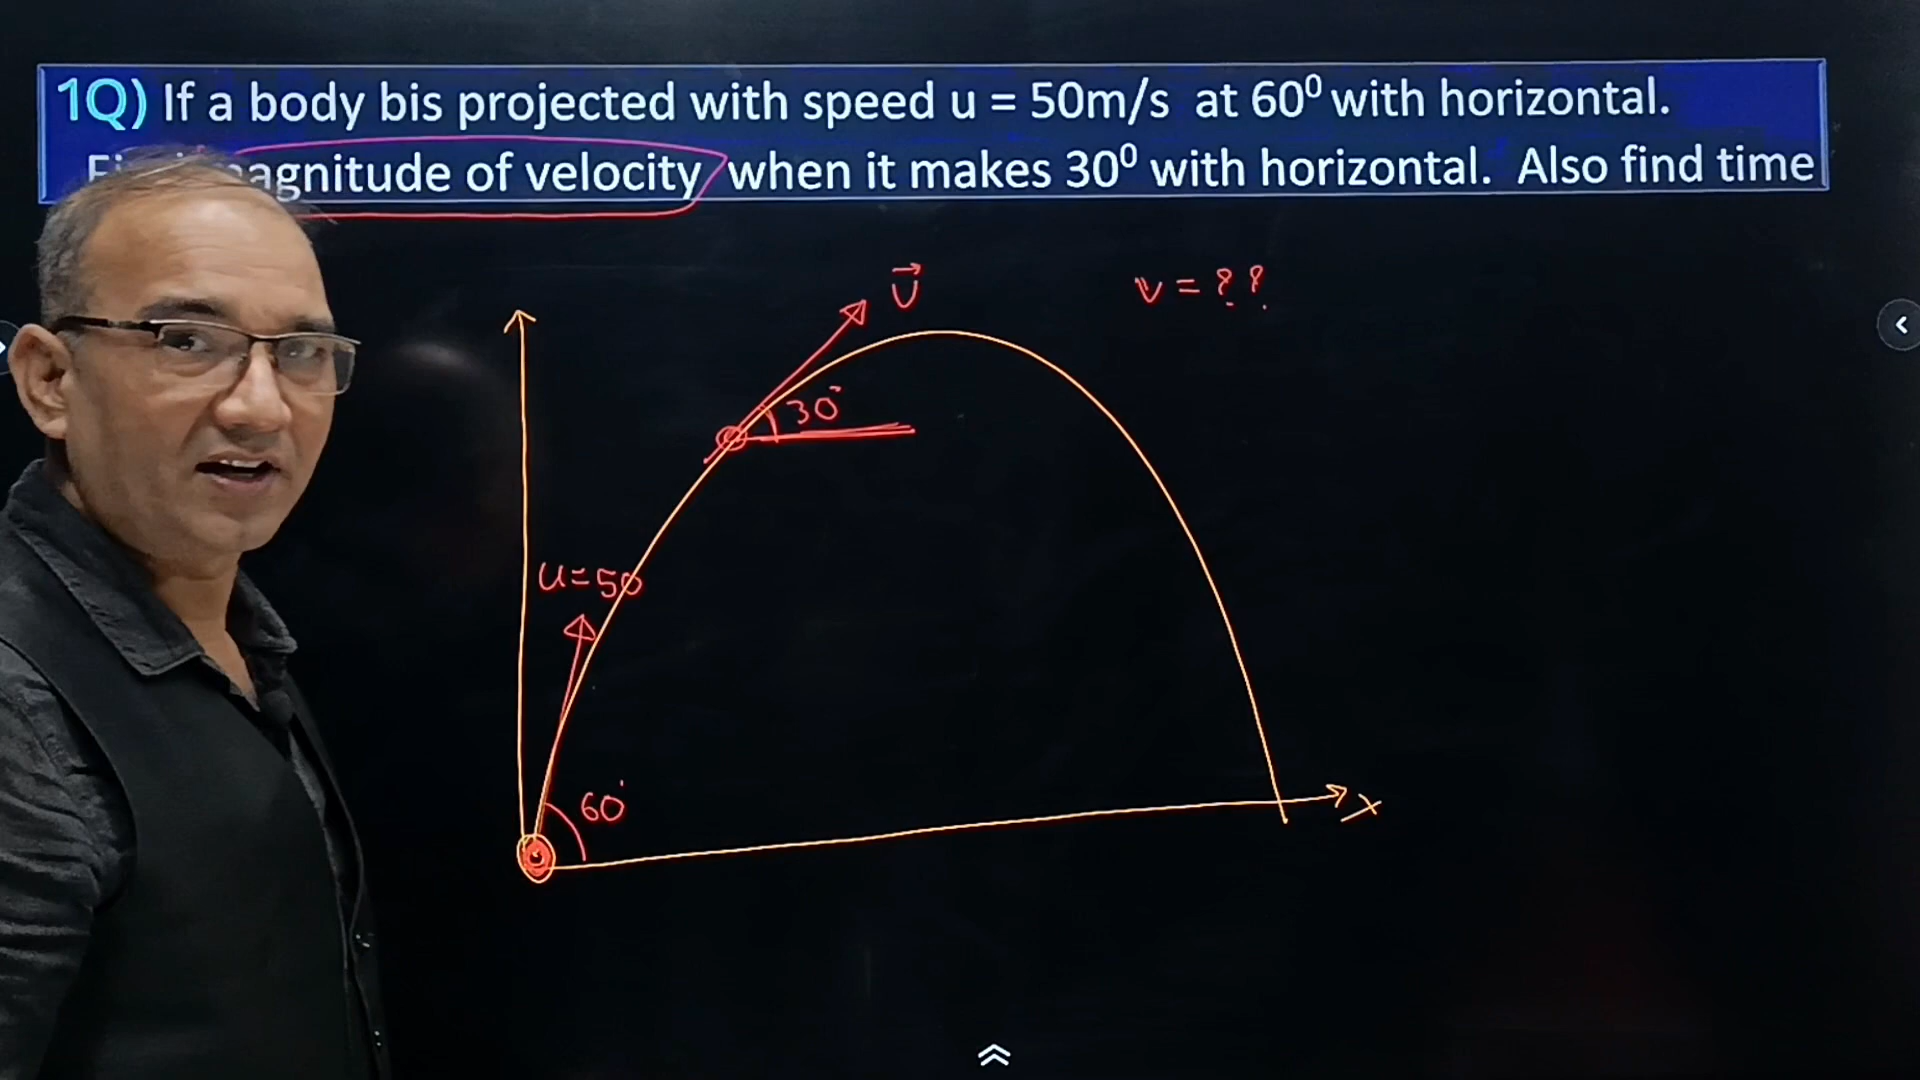 1Q) If a body bis projected with speed u = 50m/s at 60⁰ with horizontal.
magnitude of velocity when it makes 30⁰ with horizontal. Also find time
v = ??
30°
u=50
60°
x